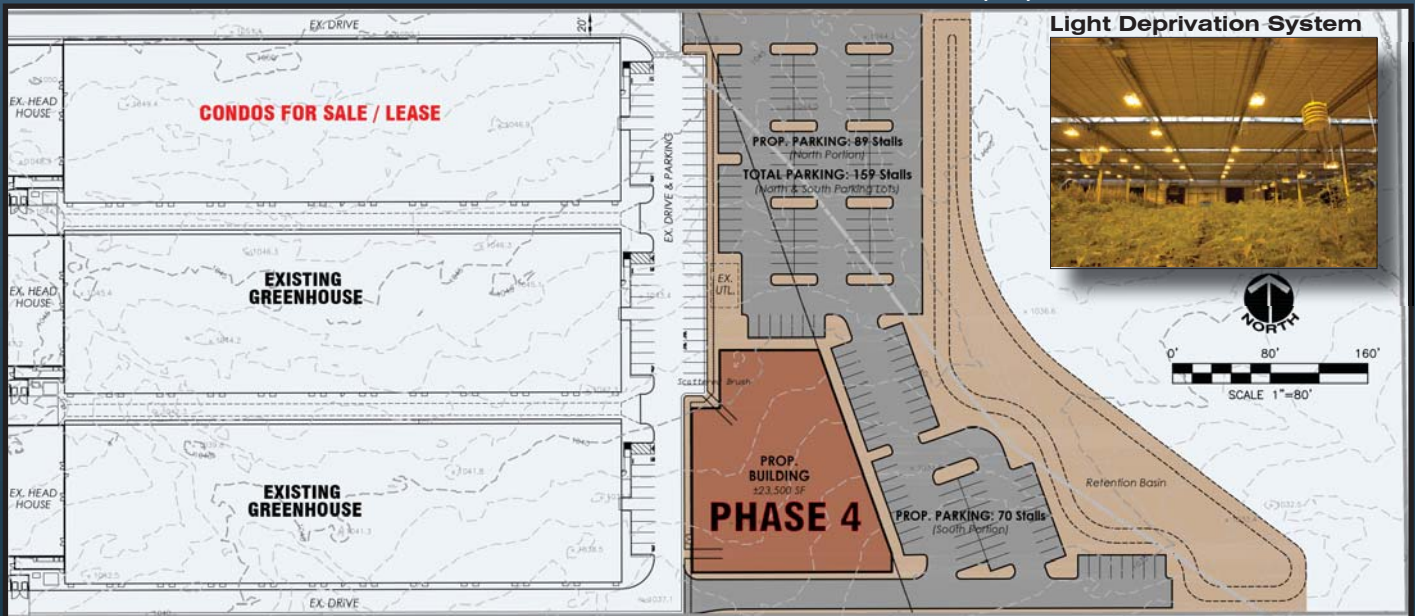 EX. DRIVE
20'
Light Deprivation System
EX. HEAD
HOUSE
CONDOS FOR SALE / LEASE
EX. DRIVE & PARKING
PROP. PARKING: 89 Stalls
(North Portion)
TOTAL PARKING: 159 Stalls
(North & South Parking Lots)
EX. HEAD
HOUSE
EXISTING
GREENHOUSE
EX.
UTL.
NORTH
0' 80' 160'
SCALE 1"=80'
Scattered Brush
EX. HEAD
HOUSE
EXISTING
GREENHOUSE
PROP.
BUILDING
±23,500 SF
PHASE 4
PROP. PARKING: 70 Stalls
(South Portion)
Retention Basin
EX. DRIVE